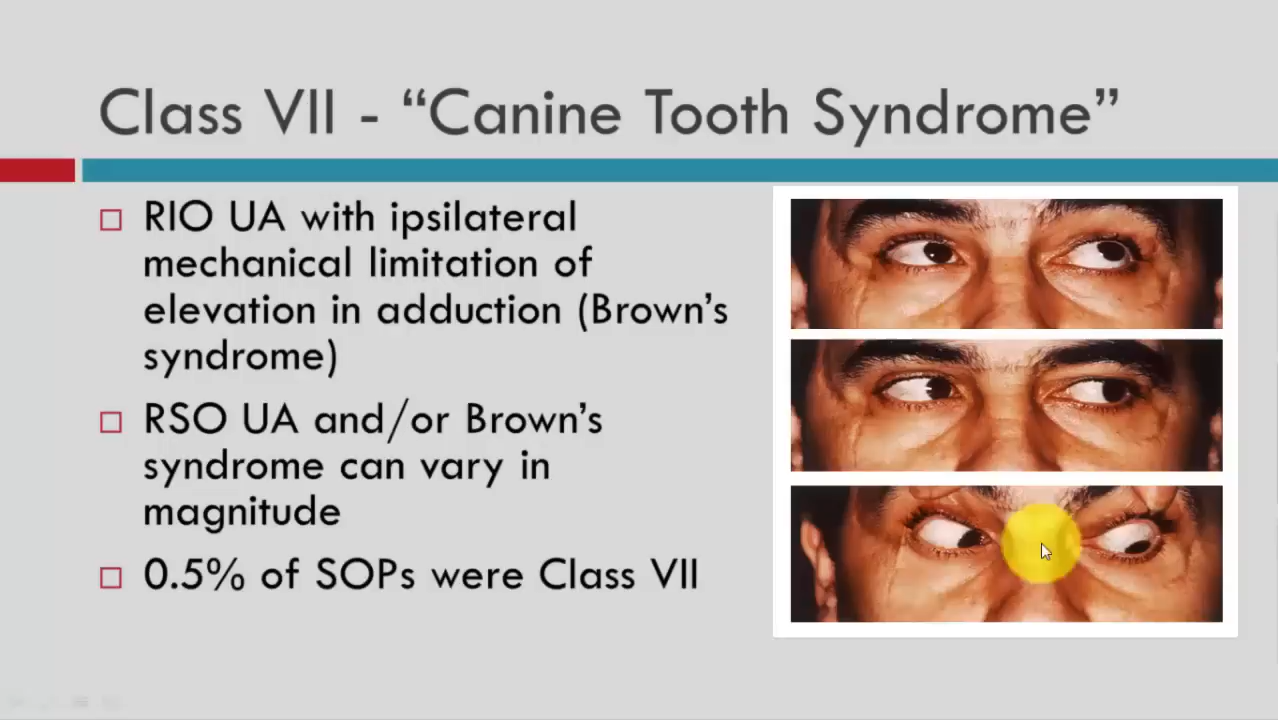 Class VII - “Canine Tooth Syndrome”
RIO UA with ipsilateral
mechanical limitation of
elevation in adduction (Brown’s
syndrome)
RSO UA and/or Brown’s
syndrome can vary in
magnitude
0.5% of SOPs were Class VII